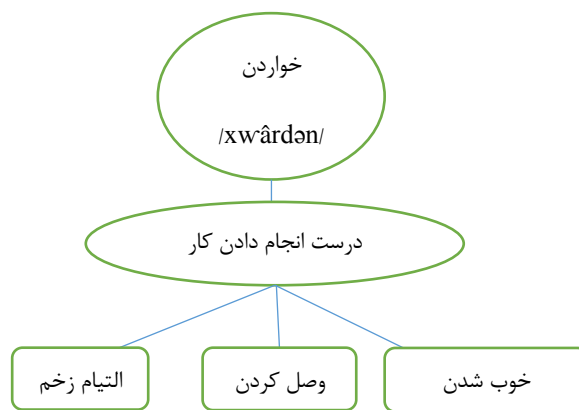 خواردن
/xwârdən/
درست انجام دادن کار
خوب شدن
وصل کردن
التیام زخم